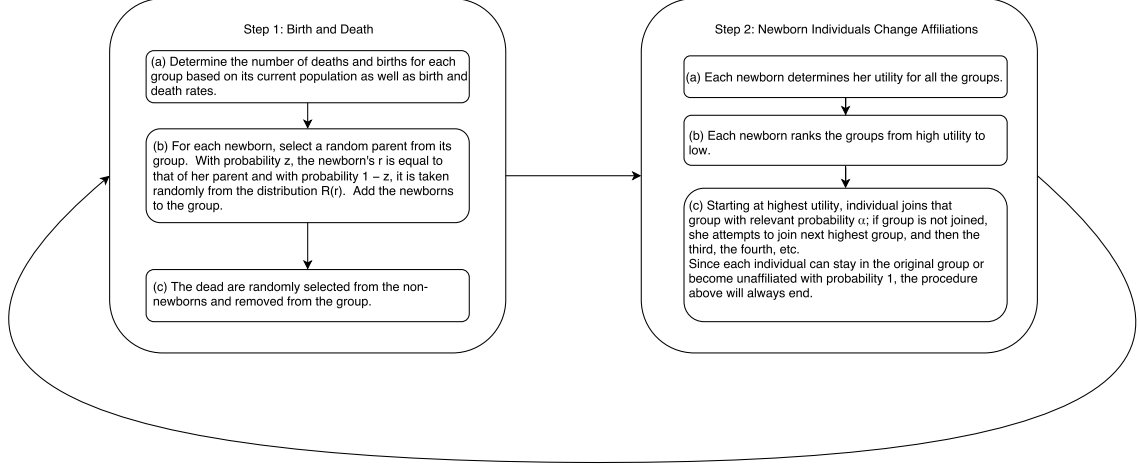 Step 1: Birth and Death
(a) Determine the number of deaths and births for each
group based on its current population as well as birth and
death rates.
(b) For each newborn, select a random parent from its
group. With probability z, the newborn's r is equal to
that of her parent and with probability 1 − z, it is taken
randomly from the distribution R(r). Add the newborns
to the group.
(c) The dead are randomly selected from the non-
newborns and removed from the group.
Step 2: Newborn Individuals Change Affiliations
(a) Each newborn determines her utility for all the groups.
(b) Each newborn ranks the groups from high utility to
low.
(c) Starting at highest utility, individual joins that
group with relevant probability α; if group is not joined,
she attempts to join next highest group, and then the
third, the fourth, etc.
Since each individual can stay in the original group or
become unaffiliated with probability 1, the procedure
above will always end.